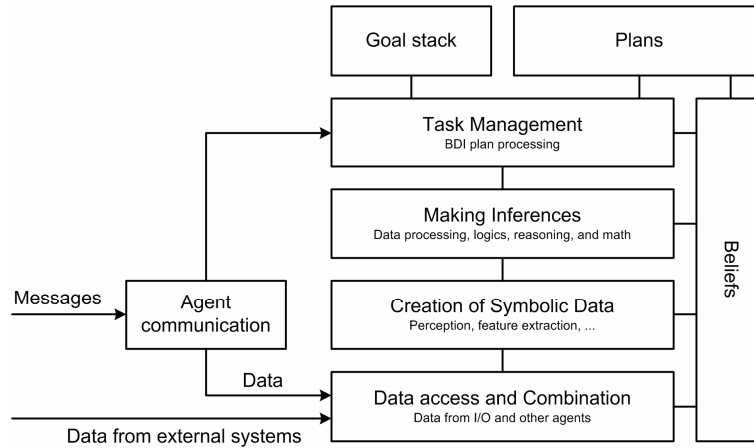 Goal stack
Plans
Task Management
BDI plan processing
Making Inferences
Data processing, logics, reasoning, and math
Beliefs
Messages
Agent
communication
Creation of Symbolic Data
Perception, feature extraction, ...
Data
Data access and Combination
Data from I/O and other agents
Data from external systems